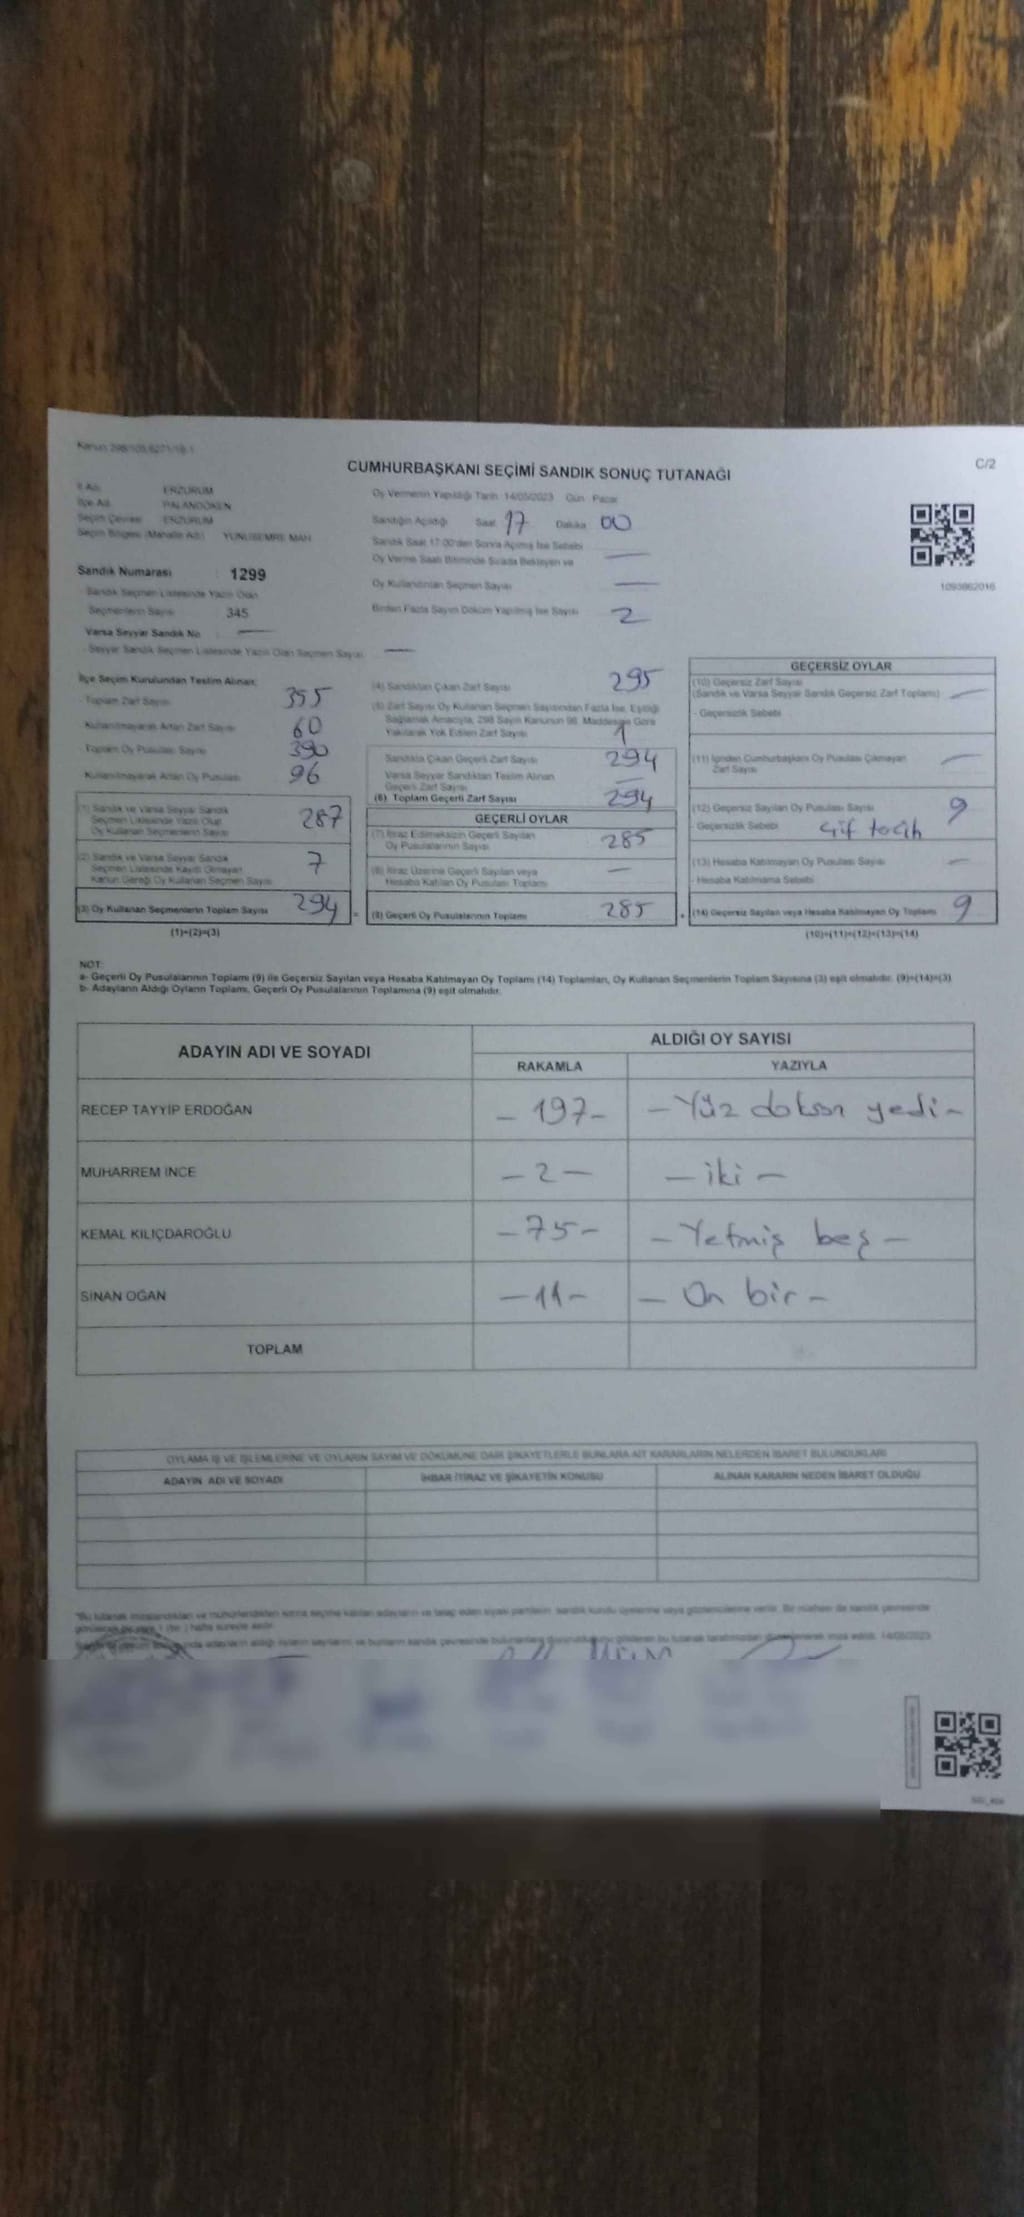 CUMHURBAŞKANI SEÇİMİ SANDIK SONUÇ TUTANAĞI
C/2
İl Adı ERZURUM
İlçe Adı PALANDÖKEN
Seçim Çevresi ERZURUM
Seçim Bölgesi (Mahalle Adı) YUNUSEMRE MAH
Sandık Numarası : 1299
Sandık Seçmen Listesinde Yazılı Olan
Seçmenlerin Sayısı 345
Varsa Seyyar Sandık No —
Seyyar Sandık Seçmen Listesinde Yazılı Olan Seçmen Sayısı —
Oy Vermenin Yapıldığı Tarih 14/05/2023 Gün Pazar
Sandığın Açıldığı Saat 17 Dakika 00
Sandık Saat 17:00'den Sonra Açılmış İse Sebebi
Oy Verme Saati Bitiminde Sırada Bekleyen ve —
Oy Kullandırılan Seçmen Sayısı —
Birden Fazla Sayım Döküm Yapılmış İse Sayısı 2
1093862016
İlçe Seçim Kurulundan Teslim Alınan:
Toplam Zarf Sayısı 355
Kullanılmayarak Artan Zarf Sayısı 60
Toplam Oy Pusulası Sayısı 390
Kullanılmayarak Artan Oy Pusulası 96
(1) Sandık ve Varsa Seyyar Sandık
Seçmen Listesinde Yazılı Olup
Oy Kullanan Seçmenlerin Sayısı 287
(2) Sandık ve Varsa Seyyar Sandık
Seçmen Listesinde Kayıtlı Olmayan
Kanun Gereği Oy Kullanan Seçmen Sayısı 7
(3) Oy Kullanan Seçmenlerin Toplam Sayısı 294
(1)+(2)=(3)
(4) Sandıktan Çıkan Zarf Sayısı 295
(5) Zarf Sayısı Oy Kullanan Seçmen Sayısından Fazla İse, Eşitliği
Sağlamak Amacıyla, 298 Sayılı Kanunun 98. Maddesine Göre
Yakılarak Yok Edilen Zarf Sayısı 1
Sandıkta Çıkan Geçerli Zarf Sayısı 294
Varsa Seyyar Sandıktan Teslim Alınan
Geçerli Zarf Sayısı —
(6) Toplam Geçerli Zarf Sayısı 294
GEÇERLİ OYLAR
(7) İtiraz Edilmeksizin Geçerli Sayılan
Oy Pusulalarının Sayısı 285
(8) İtiraz Üzerine Geçerli Sayılan veya
Hesaba Katılan Oy Pusulası Toplamı —
= (9) Geçerli Oy Pusulalarının Toplamı 285
GEÇERSİZ OYLAR
(10) Geçersiz Zarf Sayısı
(Sandık ve Varsa Seyyar Sandık Geçersiz Zarf Toplamı) —
- Geçersizlik Sebebi
(11) İçinden Cumhurbaşkanı Oy Pusulası Çıkmayan
Zarf Sayısı —
(12) Geçersiz Sayılan Oy Pusulası Sayısı 9
- Geçersizlik Sebebi Çif tecih
(13) Hesaba Katılmayan Oy Pusulası Sayısı —
- Hesaba Katılmama Sebebi
+ (14) Geçersiz Sayılan veya Hesaba Katılmayan Oy Toplamı 9
(10)+(11)+(12)+(13)=(14)
NOT:
a- Geçerli Oy Pusulalarının Toplamı (9) ile Geçersiz Sayılan veya Hesaba Katılmayan Oy Toplamı (14) Toplamları, Oy Kullanan Seçmenlerin Toplam Sayısına (3) eşit olmalıdır. (9)+(14)=(3)
b- Adayların Aldığı Oyların Toplamı, Geçerli Oy Pusulalarının Toplamına (9) eşit olmalıdır.
ADAYIN ADI VE SOYADI
ALDIĞI OY SAYISI
RAKAMLA YAZIYLA
RECEP TAYYİP ERDOĞAN - 197 - - Yüz doksan yedi -
MUHARREM İNCE - 2 - - iki -
KEMAL KILIÇDAROĞLU - 75 - - Yetmiş beş -
SİNAN OĞAN - 11 - - On bir -
TOPLAM
OYLAMA İŞ VE İŞLEMLERİNE VE OYLARIN SAYIM VE DÖKÜMÜNE DAİR ŞİKAYETLERLE BUNLARA AİT KARARLARIN NELERDEN İBARET BULUNDUKLARI
ADAYIN ADI VE SOYADI İHBAR İTİRAZ VE ŞİKAYETİN KONUSU ALINAN KARARIN NEDEN İBARET OLDUĞU